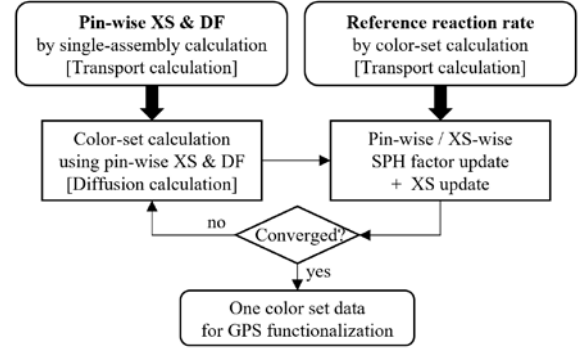 Pin-wise XS & DF
by single-assembly calculation
[Transport calculation]
Reference reaction rate
by color-set calculation
[Transport calculation]
Color-set calculation
using pin-wise XS & DF
[Diffusion calculation]
Pin-wise / XS-wise
SPH factor update
+ XS update
no
Converged?
yes
One color set data
for GPS functionalization